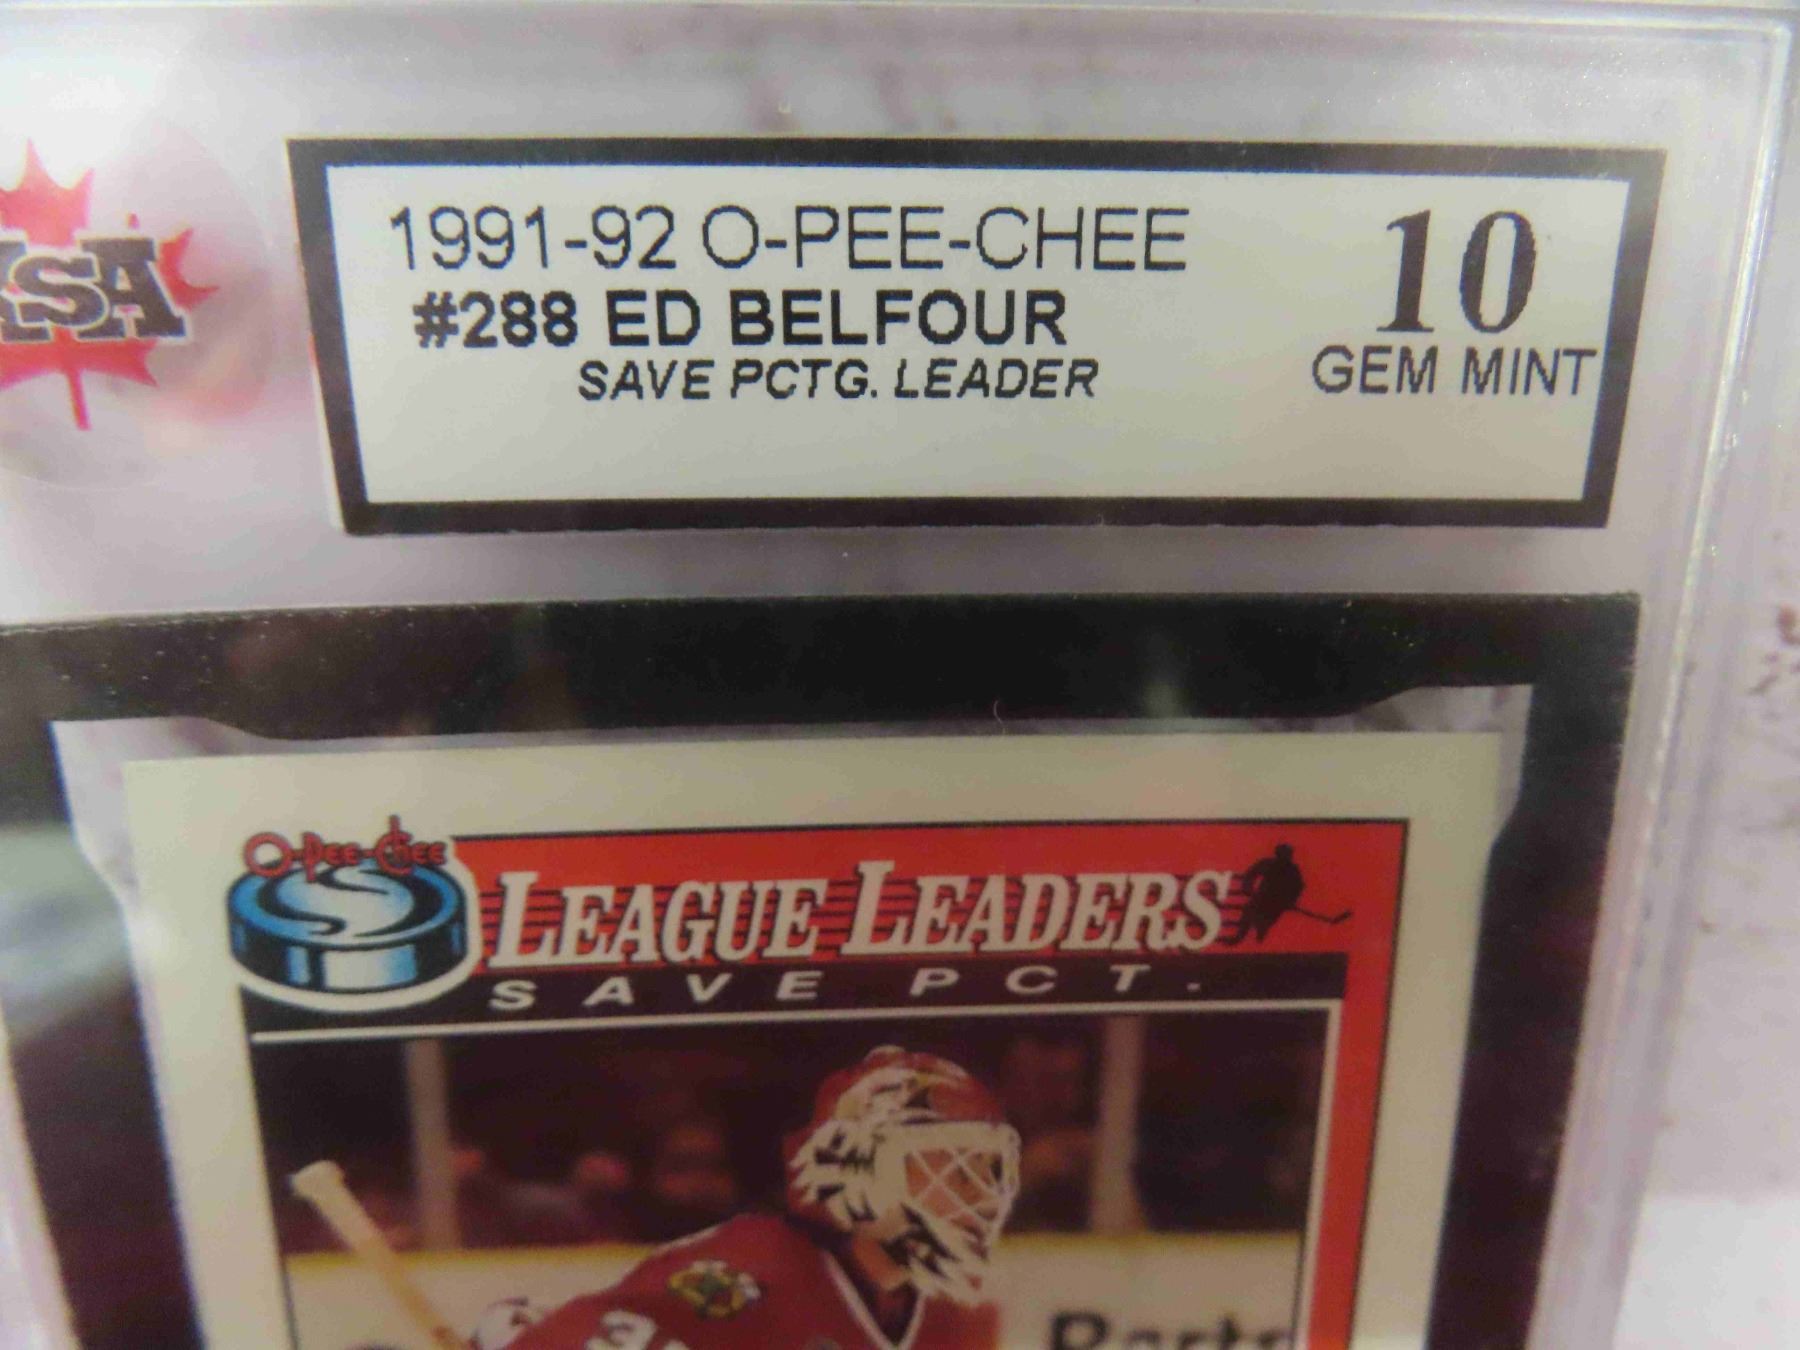 KSA
1991-92 O-PEE-CHEE
#288 ED BELFOUR
SAVE PCTG. LEADER
10
GEM MINT
O-Pee-Chee
LEAGUE LEADERS
SAVE PCT.